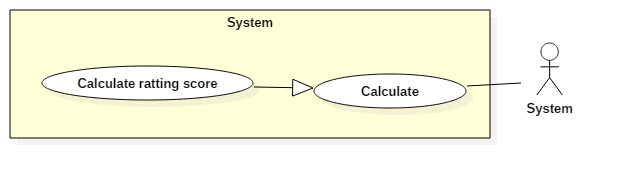 System
Calculate ratting score
Calculate
System